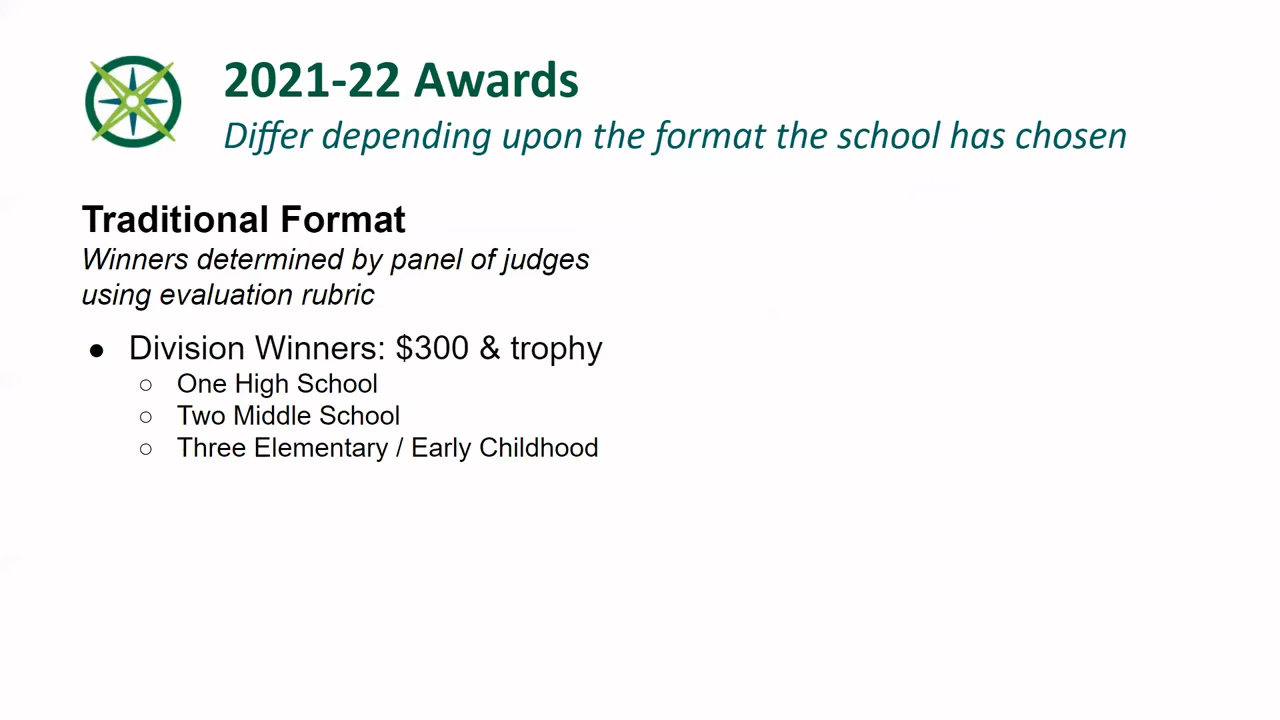 2021-22 Awards
Differ depending upon the format the school has chosen
Traditional Format
Winners determined by panel of judges
using evaluation rubric
● Division Winners: $300 & trophy
○ One High School
○ Two Middle School
○ Three Elementary / Early Childhood